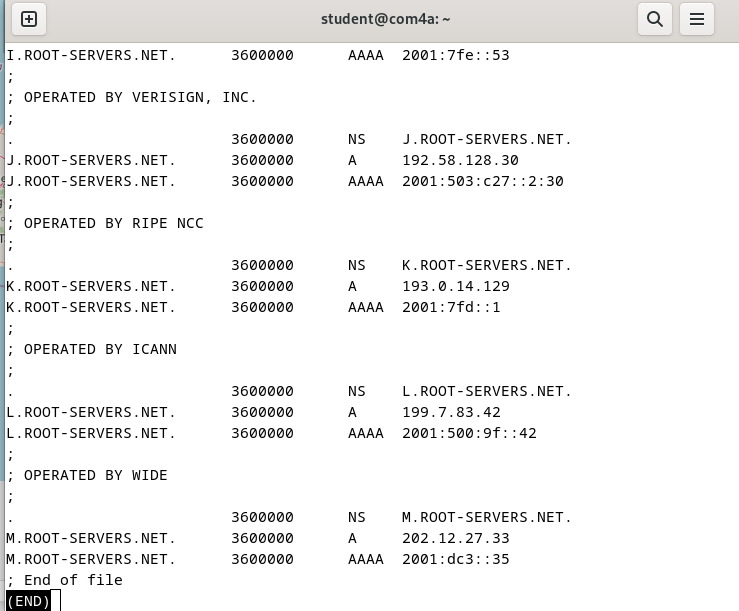 student@com4a: ~
I.ROOT-SERVERS.NET.      3600000      AAAA  2001:7fe::53
;
; OPERATED BY VERISIGN, INC.
;
.                        3600000      NS    J.ROOT-SERVERS.NET.
J.ROOT-SERVERS.NET.      3600000      A     192.58.128.30
J.ROOT-SERVERS.NET.      3600000      AAAA  2001:503:c27::2:30
;
; OPERATED BY RIPE NCC
;
.                        3600000      NS    K.ROOT-SERVERS.NET.
K.ROOT-SERVERS.NET.      3600000      A     193.0.14.129
K.ROOT-SERVERS.NET.      3600000      AAAA  2001:7fd::1
;
; OPERATED BY ICANN
;
.                        3600000      NS    L.ROOT-SERVERS.NET.
L.ROOT-SERVERS.NET.      3600000      A     199.7.83.42
L.ROOT-SERVERS.NET.      3600000      AAAA  2001:500:9f::42
;
; OPERATED BY WIDE
;
.                        3600000      NS    M.ROOT-SERVERS.NET.
M.ROOT-SERVERS.NET.      3600000      A     202.12.27.33
M.ROOT-SERVERS.NET.      3600000      AAAA  2001:dc3::35
; End of file
(END)